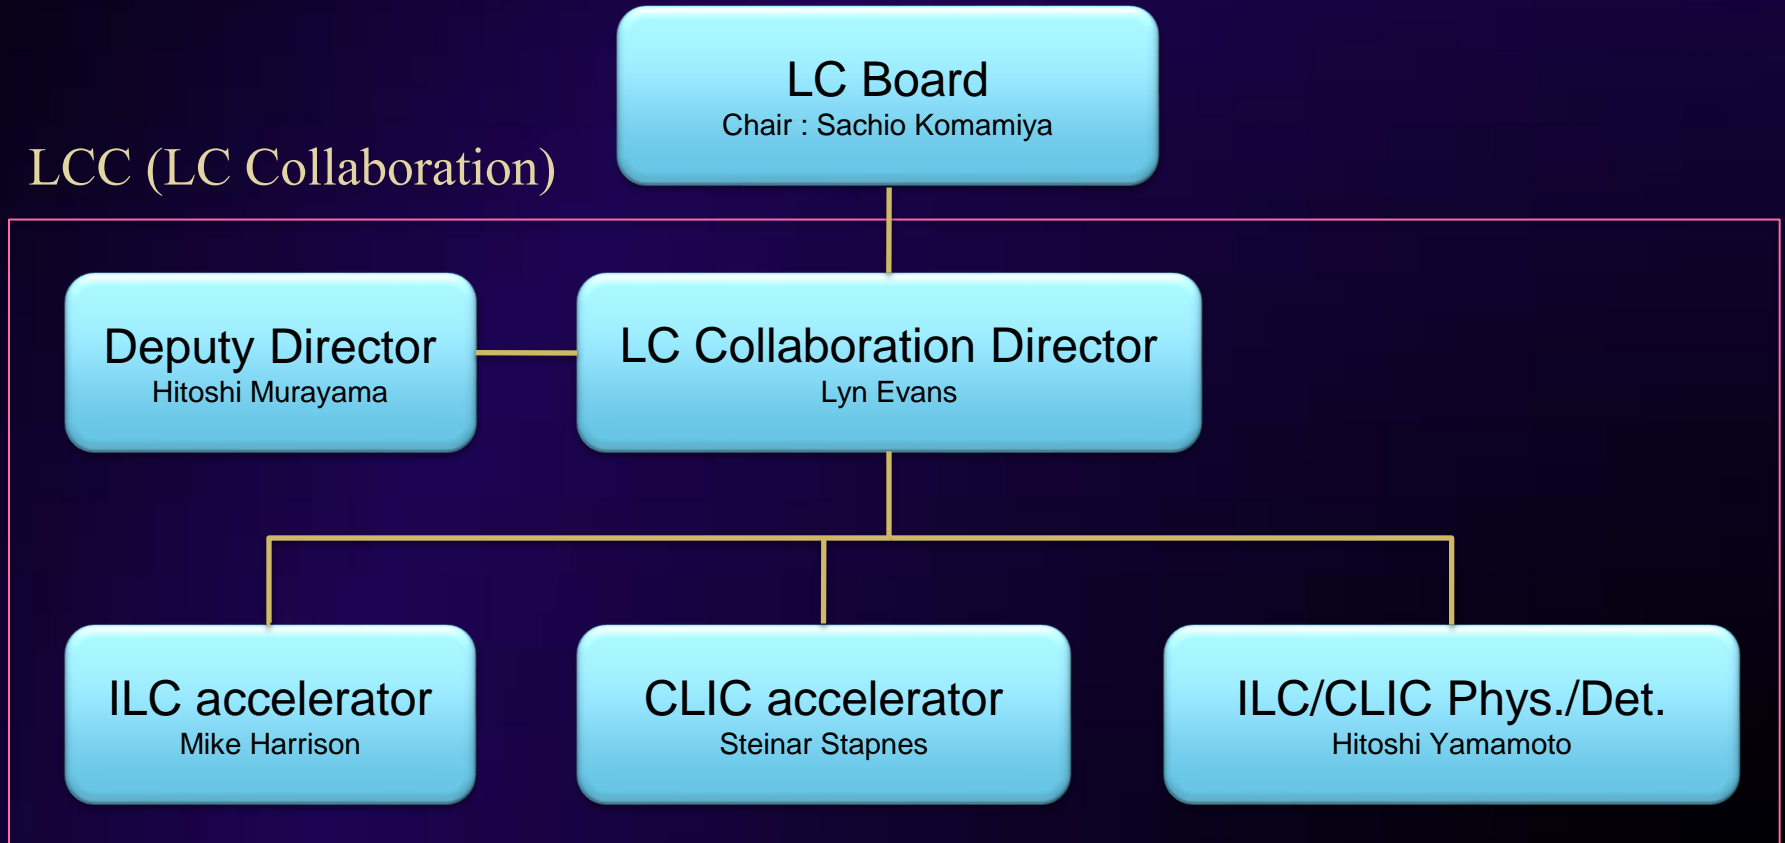 LC Board
Chair : Sachio Komamiya
LCC (LC Collaboration)
Deputy Director
Hitoshi Murayama
LC Collaboration Director
Lyn Evans
ILC accelerator
Mike Harrison
CLIC accelerator
Steinar Stapnes
ILC/CLIC Phys./Det.
Hitoshi Yamamoto